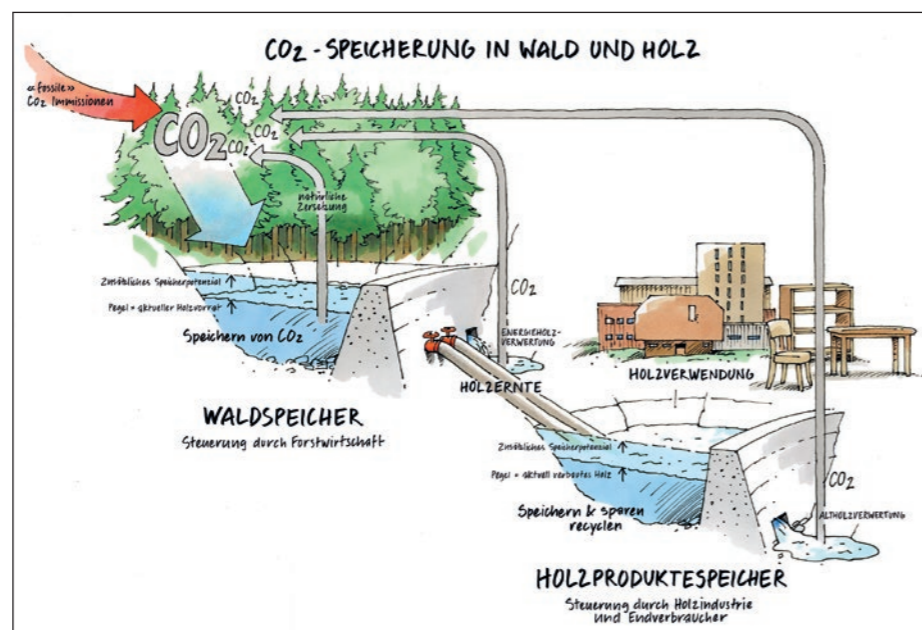 CO2 - SPEICHERUNG IN WALD UND HOLZ
«Fossile»
CO2 Immissionen
CO2
CO2
CO2
CO2
natürliche
Zersetzung
Zusätzliches Speicherpotenzial
Pegel = aktueller Holzvorrat
Speichern von CO2
CO2
ENERGIEHOLZ-
VERWERTUNG
HOLZERNTE
HOLZVERWENDUNG
WALDSPEICHER
Steuerung durch Forstwirtschaft
Zusätzliches Speicherpotenzial
Pegel = aktuell verbautes Holz
Speichern & sparen
recyclen
CO2
ALTHOLZVERWERTUNG
HOLZPRODUKTESPEICHER
Steuerung durch Holzindustrie
und Endverbraucher